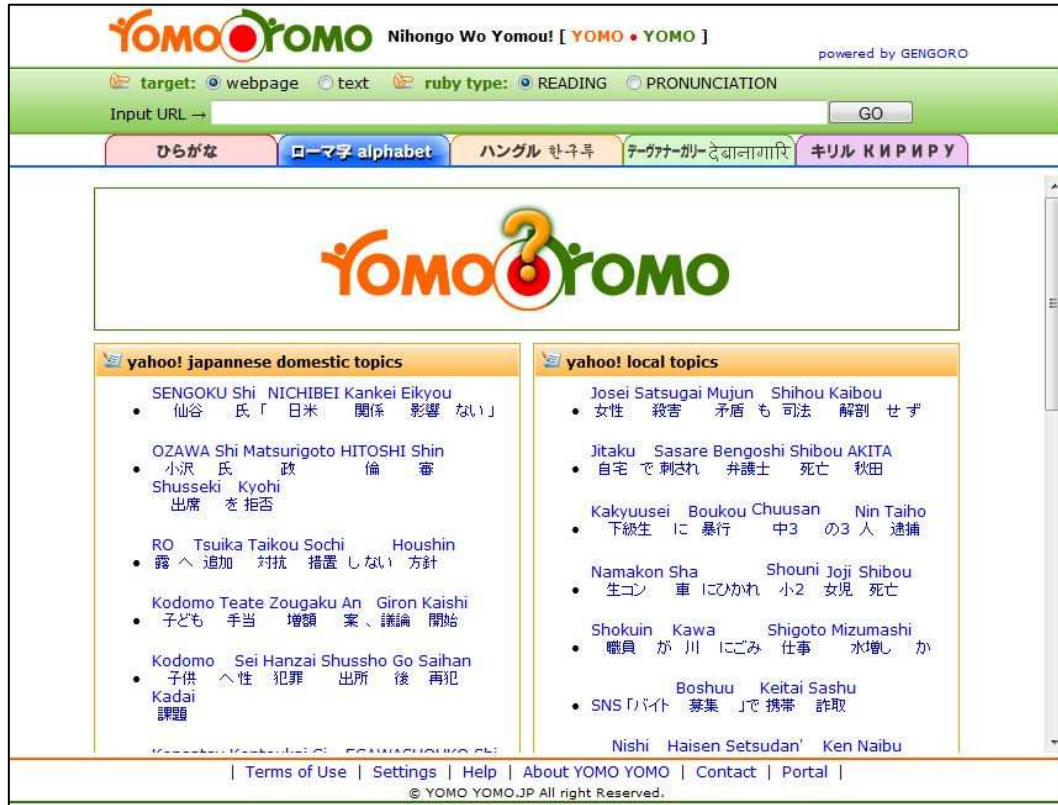 YOMO YOMO Nihongo Wo Yomou! [ YOMO • YOMO ]
powered by GENGORO
target: webpage text ruby type: READING PRONUNCIATION
Input URL → GO
ひらがな ローマ字 alphabet ハングル 한구루 テーヴァナーガリー देबानागारि キリル КИРИРУ
YOMO ? YOMO
yahoo! japannese domestic topics
SENGOKU Shi NICHIBEI Kankei Eikyou
仙谷 氏「 日米 関係 影響 ない」
OZAWA Shi Matsurigoto HITOSHI Shin
小沢 氏 政 倫 審
Shusseki Kyohi
出席 を 拒否
RO Tsuika Taikou Sochi Houshin
露 へ 追加 対抗 措置 しない 方針
Kodomo Teate Zougaku An Giron Kaishi
子ども 手当 増額 案 、議論 開始
Kodomo Sei Hanzai Shussho Go Saihan
子供 へ 性 犯罪 出所 後 再犯
Kadai
課題
yahoo! local topics
Josei Satsugai Mujun Shihou Kaibou
女性 殺害 矛盾 も 司法 解剖 せ ず
Jitaku Sasare Bengoshi Shibou AKITA
自宅 で 刺され 弁護士 死亡 秋田
Kakyuusei Boukou Chuusan Nin Taiho
下級生 に 暴行 中3 の3 人 逮捕
Namakon Sha Shouni Joji Shibou
生コン 車 にひかれ 小2 女児 死亡
Shokuin Kawa Shigoto Mizumashi
職員 が 川 にごみ 仕事 水増し か
Boshuu Keitai Sashu
SNS「バイト 募集 」で 携帯 詐取
Nishi Haisen Setsudan' Ken Naibu
| Terms of Use | Settings | Help | About YOMO YOMO | Contact | Portal |
© YOMO YOMO.JP All right Reserved.